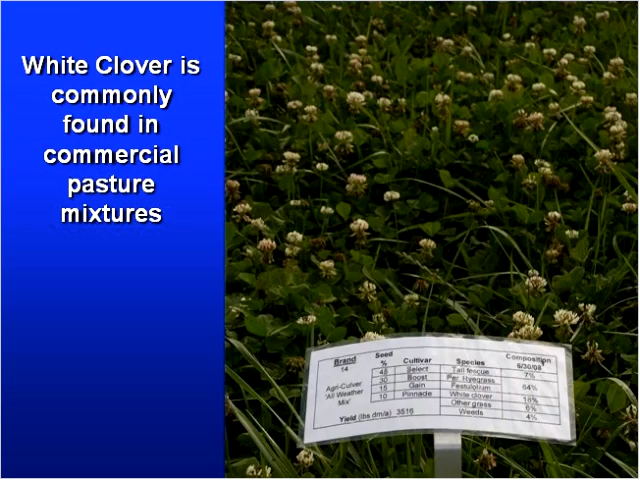 White Clover is
commonly
found in
commercial
pasture
mixtures
Brand Seed % Cultivar Species Composition 6/30/08
14 48 Select Tall fescue 7%
30 Boost Per. Ryegrass
Agri-Culver 'All Weather Mix' 15 Gain Festulolium 64%
10 Pinnade White clover 18%
Other grass 6%
Weeds 4%
Yield (lbs dm/a) 3516